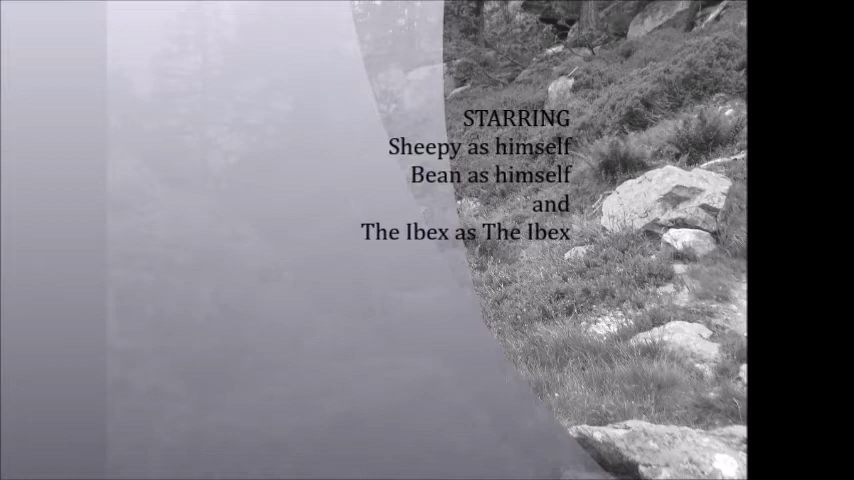 STARRING
Sheepy as himself
Bean as himself
and
The Ibex as The Ibex